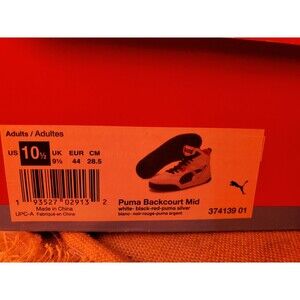 Adults / Adultes
US 10½ UK 9½ EUR 44 CM 28.5
1 93527 02913 2
Made in China
UPC-A Fabriqué en Chine
Puma Backcourt Mid
white- black-red-puma silver
blanc- noir-rouge-puma argent
374139 01